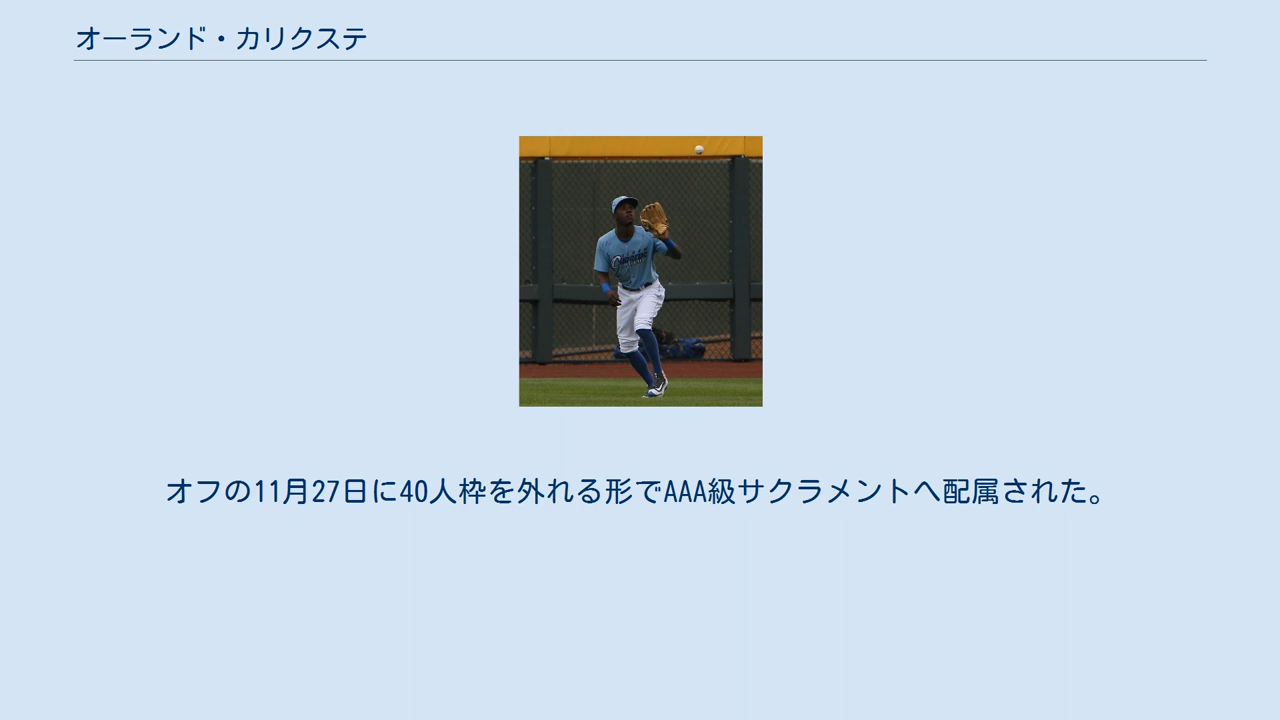 オーランド・カリクステ
オフの11月27日に40人枠を外れる形でAAA級サクラメントへ配属された。